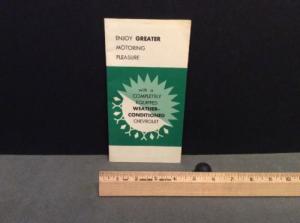 ENJOY GREATER
MOTORING
PLEASURE
with a
COMPLETELY
EQUIPPED
WEATHER-
CONDITIONED
CHEVROLET